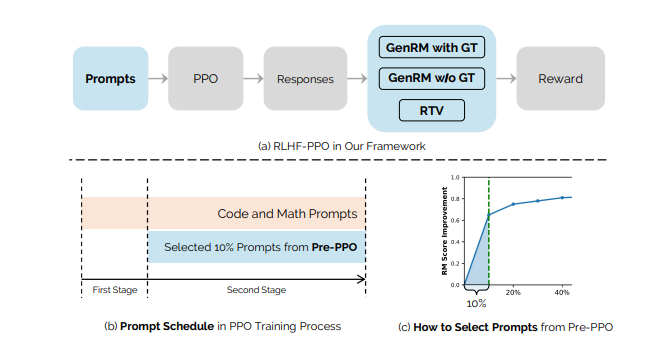 Prompts
PPO
Responses
GenRM with GT
GenRM w/o GT
RTV
Reward
(a) RLHF-PPO in Our Framework
Code and Math Prompts
Selected 10% Prompts from Pre-PPO
First Stage
Second Stage
(b) Prompt Schedule in PPO Training Process
RM Score Improvement
1.0
0.8
0.6
0.4
0.2
0.0
10%
20%
40%
(c) How to Select Prompts from Pre-PPO